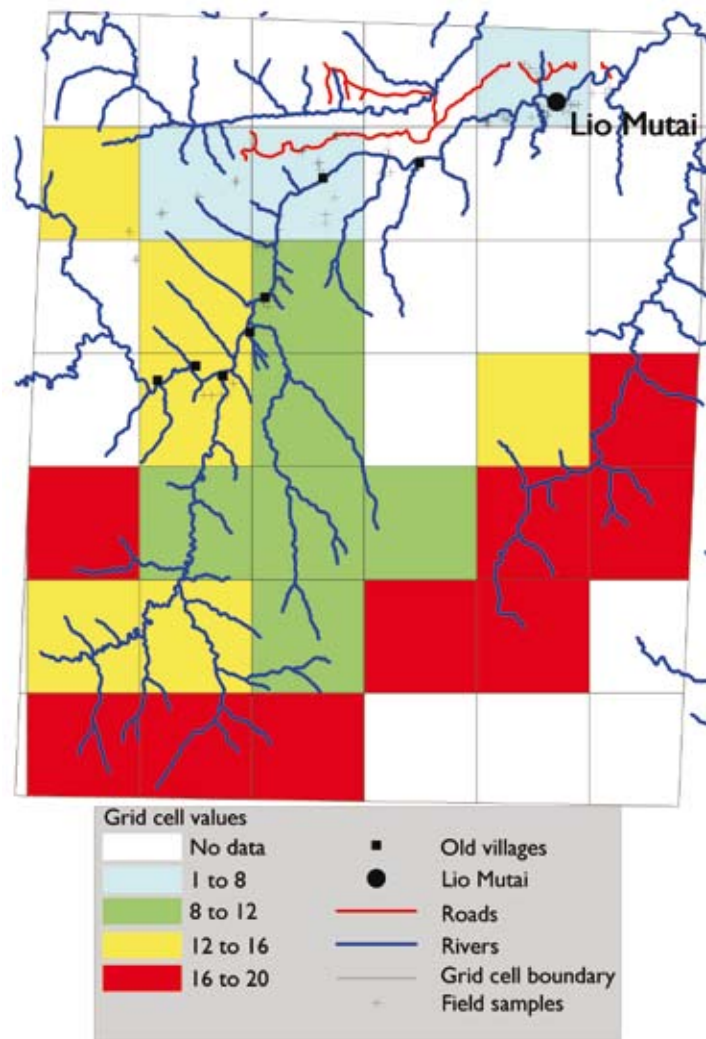 Lio Mutai
Grid cell values
No data
1 to 8
8 to 12
12 to 16
16 to 20
Old villages
Lio Mutai
Roads
Rivers
Grid cell boundary
Field samples